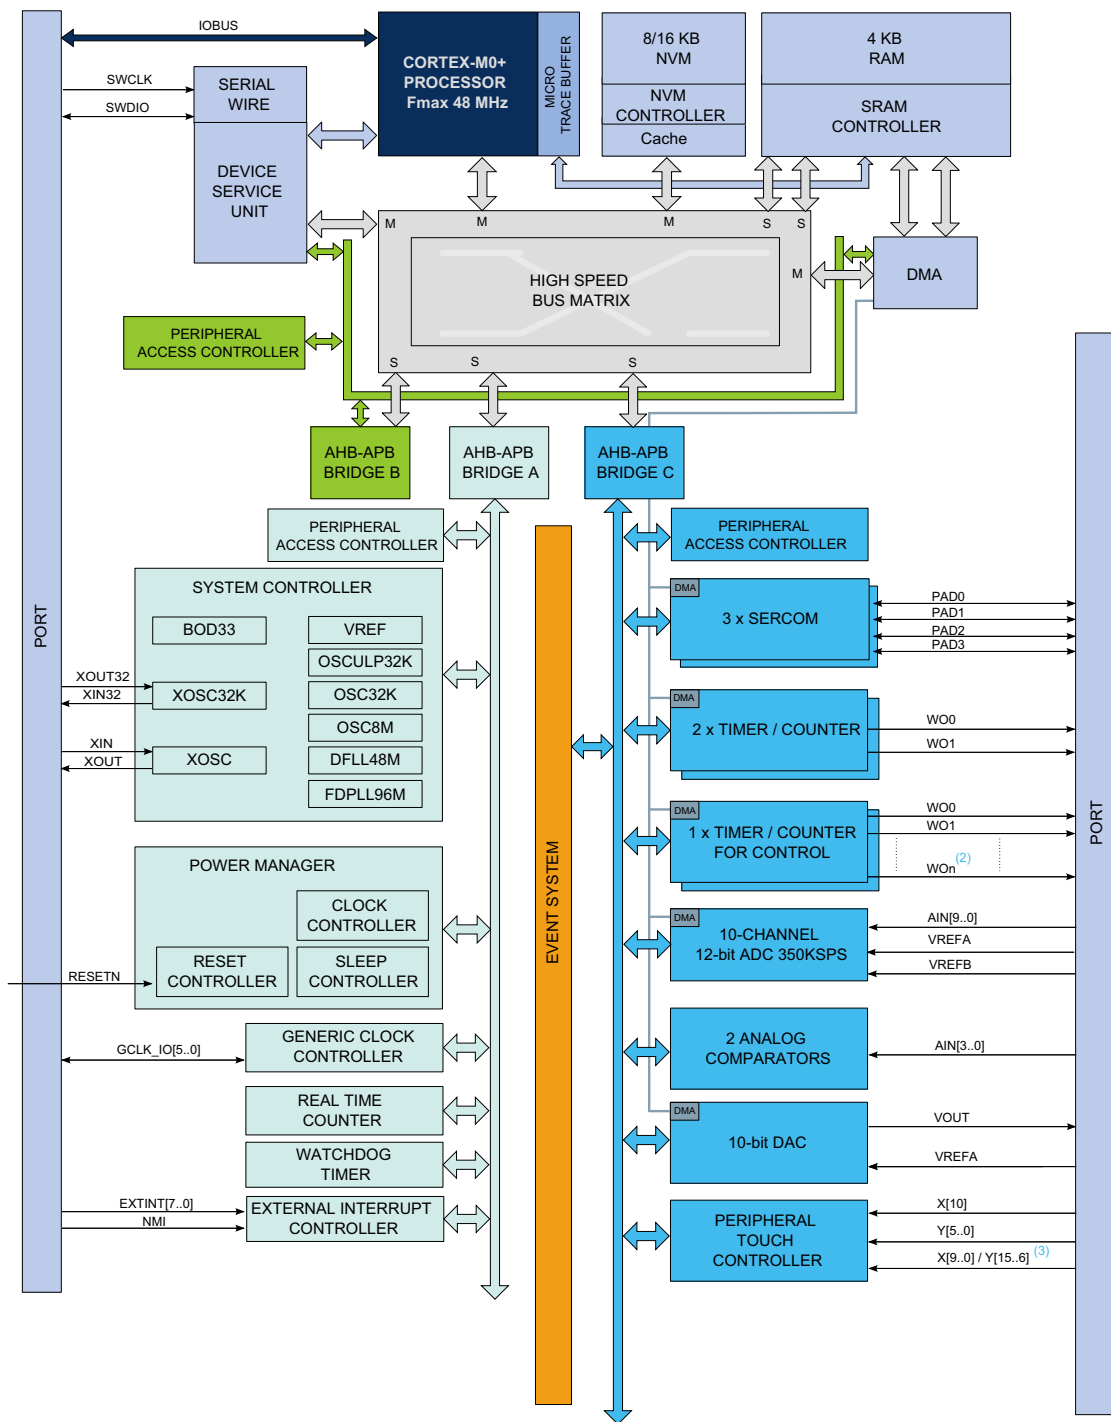 IOBUS
CORTEX-M0+
PROCESSOR
Fmax 48 MHz
MICRO
TRACE BUFFER
8/16 KB
NVM
NVM
CONTROLLER
Cache
4 KB
RAM
SRAM
CONTROLLER
SWCLK
SWDIO
SERIAL
WIRE
DEVICE
SERVICE
UNIT
M
M
M
S
S
M
HIGH SPEED
BUS MATRIX
DMA
PERIPHERAL
ACCESS CONTROLLER
S
S
S
AHB-APB
BRIDGE B
AHB-APB
BRIDGE A
AHB-APB
BRIDGE C
PORT
PERIPHERAL
ACCESS CONTROLLER
SYSTEM CONTROLLER
BOD33
VREF
OSCULP32K
XOUT32
XIN32
XOSC32K
OSC32K
OSC8M
XIN
XOUT
XOSC
DFLL48M
FDPLL96M
POWER MANAGER
CLOCK
CONTROLLER
RESETN
RESET
CONTROLLER
SLEEP
CONTROLLER
GCLK_IO[5..0]
GENERIC CLOCK
CONTROLLER
REAL TIME
COUNTER
WATCHDOG
TIMER
EXTINT[7..0]
NMI
EXTERNAL INTERRUPT
CONTROLLER
EVENT SYSTEM
PERIPHERAL
ACCESS CONTROLLER
DMA
3 x SERCOM
PAD0
PAD1
PAD2
PAD3
DMA
2 x TIMER / COUNTER
WO0
WO1
DMA
1 x TIMER / COUNTER
FOR CONTROL
WO0
WO1
WOn (2)
DMA
10-CHANNEL
12-bit ADC 350KSPS
AIN[9..0]
VREFA
VREFB
2 ANALOG
COMPARATORS
AIN[3..0]
DMA
10-bit DAC
VOUT
VREFA
PERIPHERAL
TOUCH
CONTROLLER
X[10]
Y[5..0]
X[9..0] / Y[15..6] (3)
PORT